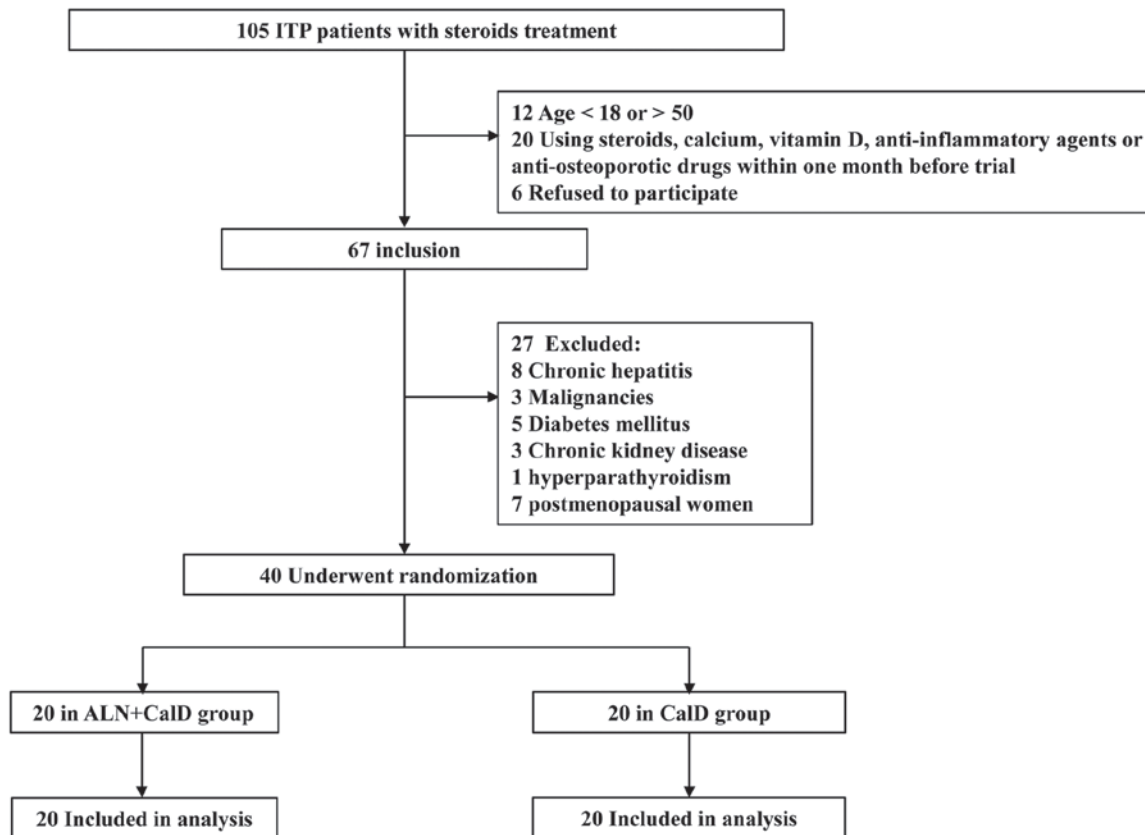 105 ITP patients with steroids treatment
12 Age < 18 or > 50
20 Using steroids, calcium, vitamin D, anti-inflammatory agents or
anti-osteoporotic drugs within one month before trial
6 Refused to participate
67 inclusion
27 Excluded:
8 Chronic hepatitis
3 Malignancies
5 Diabetes mellitus
3 Chronic kidney disease
1 hyperparathyroidism
7 postmenopausal women
40 Underwent randomization
20 in ALN+CalD group
20 in CalD group
20 Included in analysis
20 Included in analysis